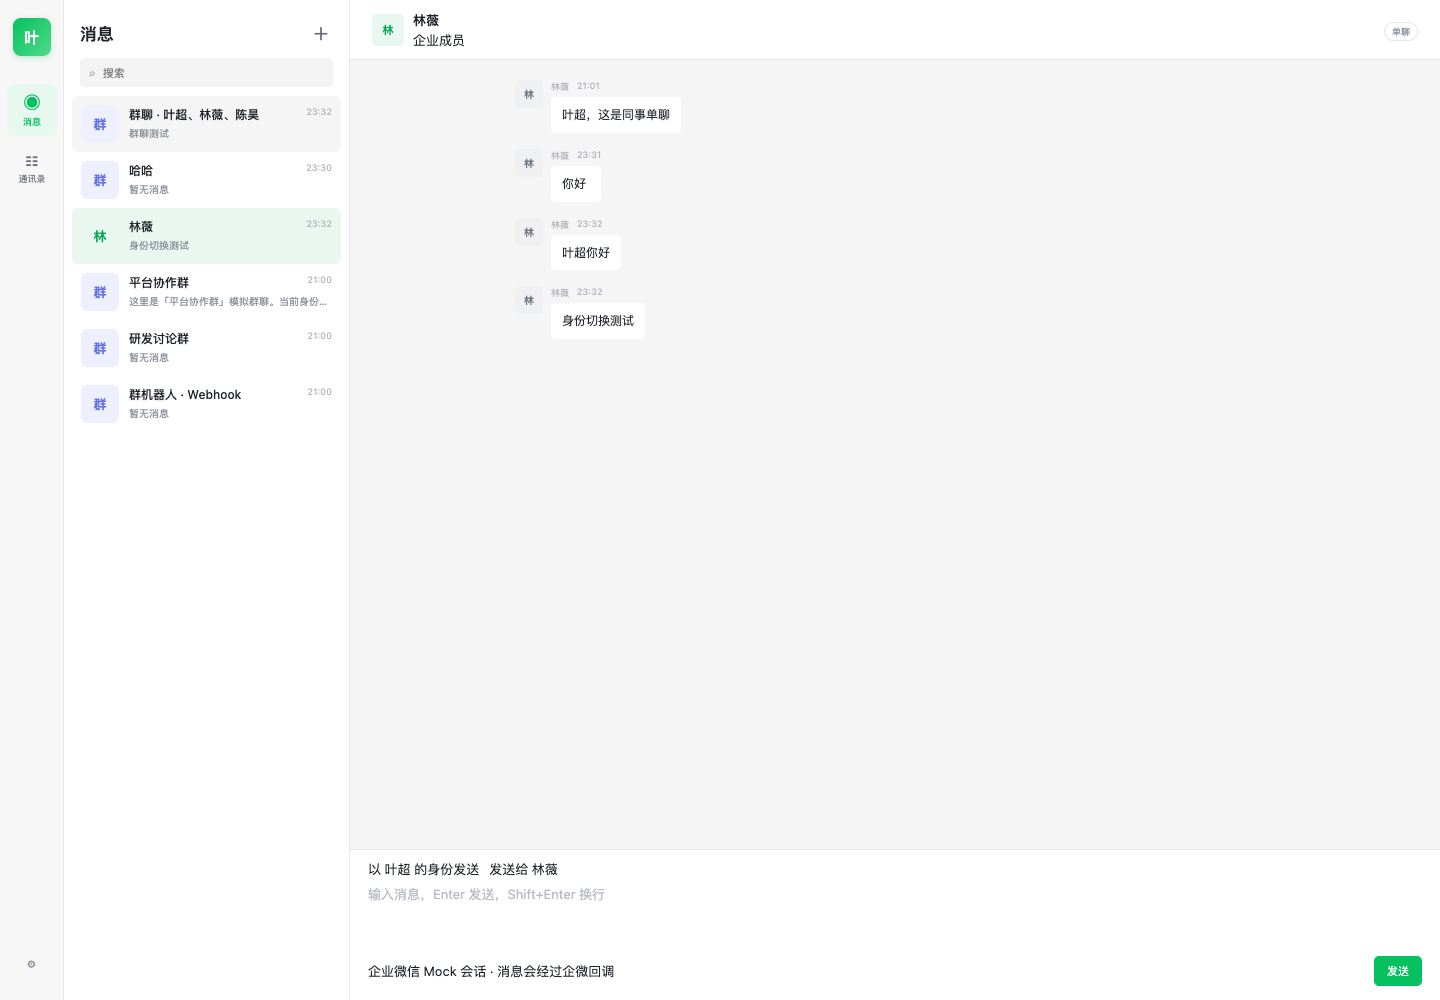 叶
消息
通讯录
消息
搜索
群
群聊 · 叶超、林薇、陈昊
23:32
群聊测试
群
哈哈
23:30
暂无消息
林
林薇
23:32
身份切换测试
群
平台协作群
21:00
这里是「平台协作群」模拟群聊。当前身份...
群
研发讨论群
21:00
暂无消息
群
群机器人 · Webhook
21:00
暂无消息
林
林薇
企业成员
单聊
林
林薇 21:01
叶超，这是同事单聊
林
林薇 23:31
你好
林
林薇 23:32
叶超你好
林
林薇 23:32
身份切换测试
以 叶超 的身份发送 发送给 林薇
输入消息，Enter 发送，Shift+Enter 换行
企业微信 Mock 会话 · 消息会经过企微回调
发送